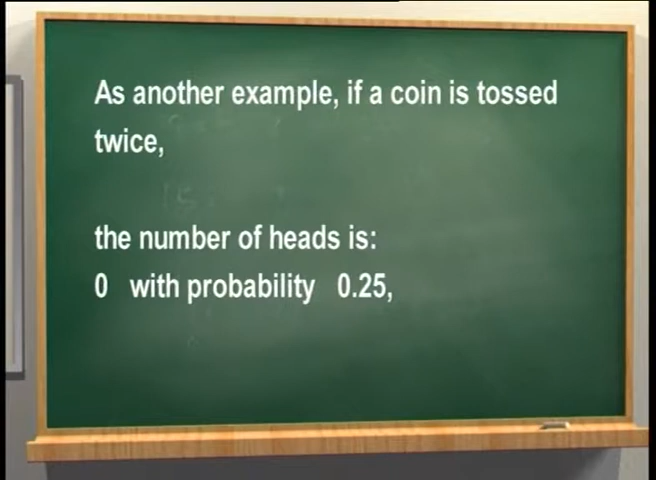 As another example, if a coin is tossed
twice,
the number of heads is:
0 with probability 0.25,